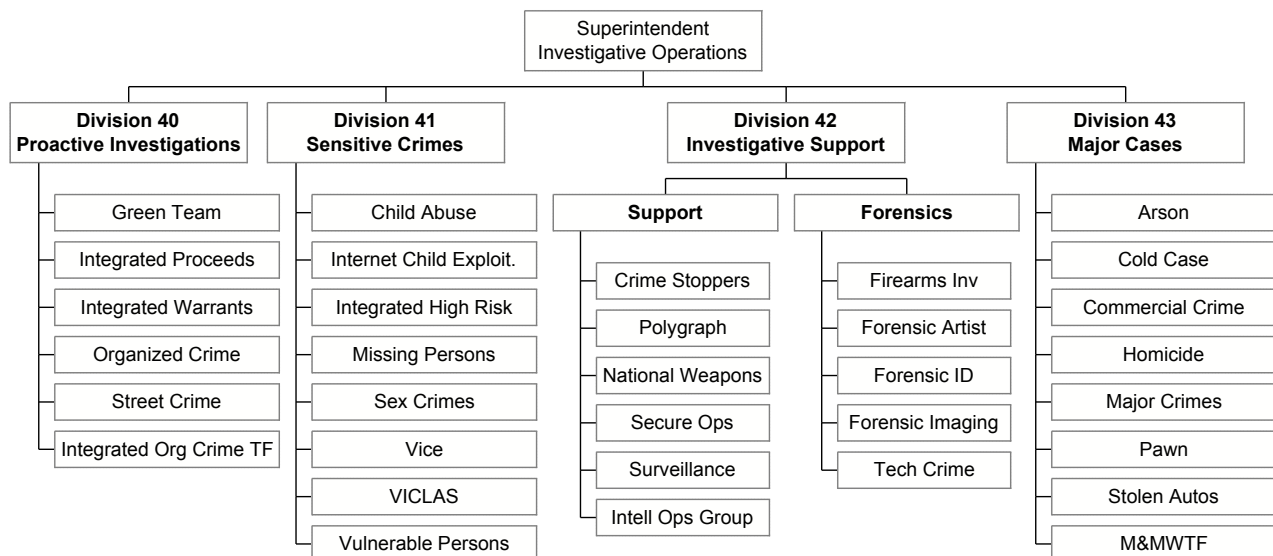 Superintendent
Investigative Operations
Division 40
Proactive Investigations
Division 41
Sensitive Crimes
Division 42
Investigative Support
Division 43
Major Cases
Green Team
Integrated Proceeds
Integrated Warrants
Organized Crime
Street Crime
Integrated Org Crime TF
Child Abuse
Internet Child Exploit.
Integrated High Risk
Missing Persons
Sex Crimes
Vice
VICLAS
Vulnerable Persons
Support
Crime Stoppers
Polygraph
National Weapons
Secure Ops
Surveillance
Intell Ops Group
Forensics
Firearms Inv
Forensic Artist
Forensic ID
Forensic Imaging
Tech Crime
Arson
Cold Case
Commercial Crime
Homicide
Major Crimes
Pawn
Stolen Autos
M&MWTF